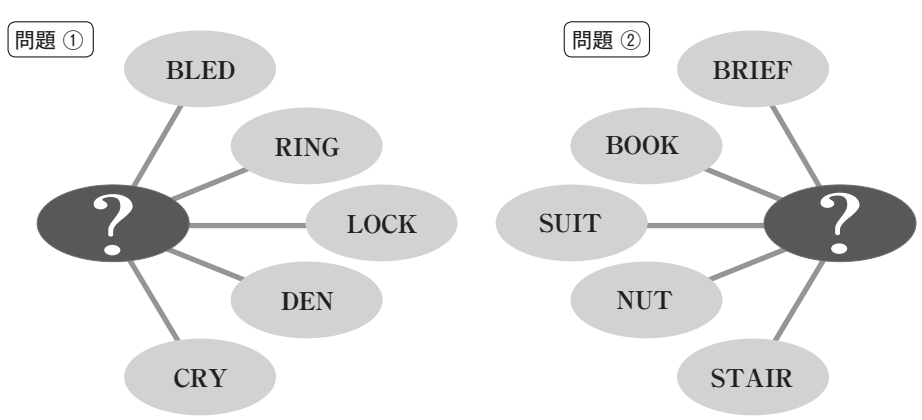 問題 ①
BLED
RING
?
LOCK
DEN
CRY
問題 ②
BRIEF
BOOK
SUIT
?
NUT
STAIR